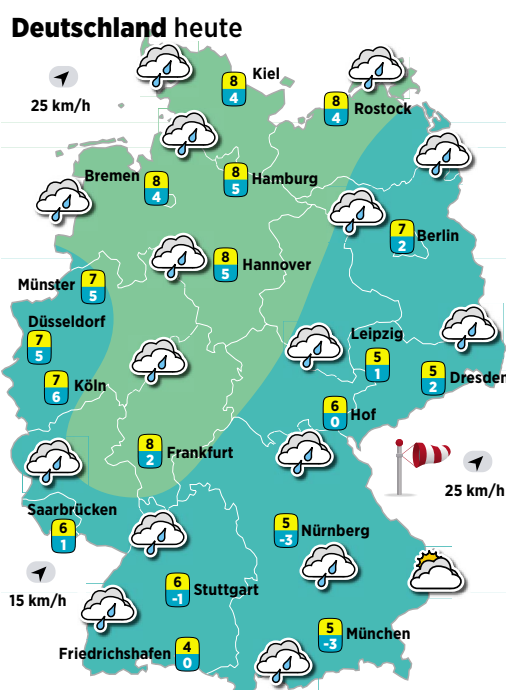 Deutschland heute
8
4
Kiel
25 km/h
8
4
Rostock
Bremen
8
4
8
5
Hamburg
7
2
Berlin
8
5
Hannover
Münster
7
5
Düsseldorf
7
5
Leipzig
5
1
7
6
Köln
5
2
Dresden
6
0
Hof
8
2
Frankfurt
25 km/h
Saarbrücken
6
1
5
-3
Nürnberg
15 km/h
6
-1
Stuttgart
5
-3
München
Friedrichshafen
4
0